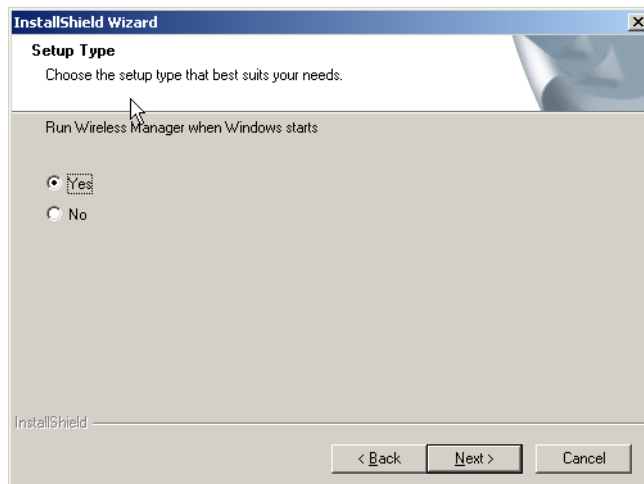 InstallShield Wizard
Setup Type
Choose the setup type that best suits your needs.
Run Wireless Manager when Windows starts
Yes
No
InstallShield
< Back
Next >
Cancel